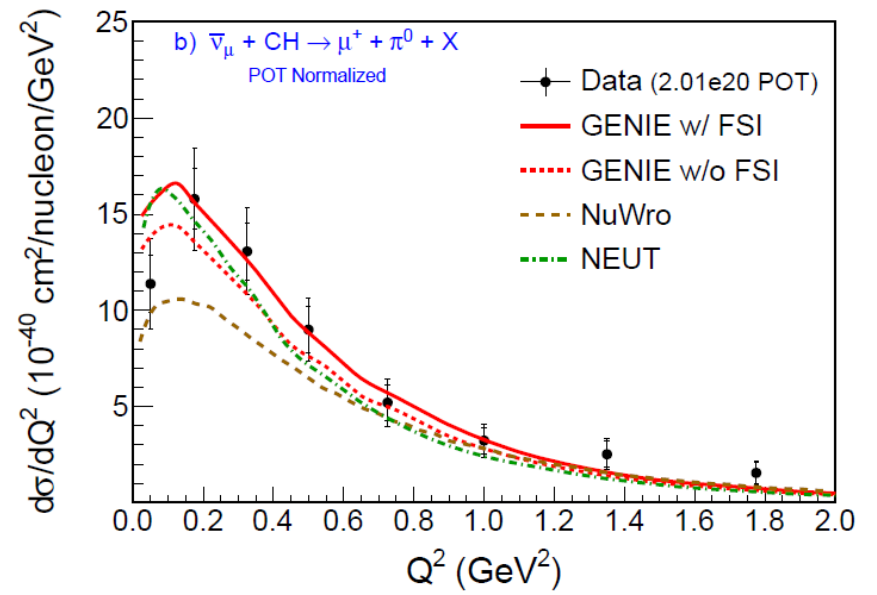 b) ν̅μ + CH → μ⁺ + π⁰ + X
POT Normalized
Data (2.01e20 POT)
GENIE w/ FSI
GENIE w/o FSI
NuWro
NEUT
25
20
15
10
5
0.0 0.2 0.4 0.6 0.8 1.0 1.2 1.4 1.6 1.8 2.0
Q² (GeV²)
dσ/dQ² (10⁻⁴⁰ cm²/nucleon/GeV²)